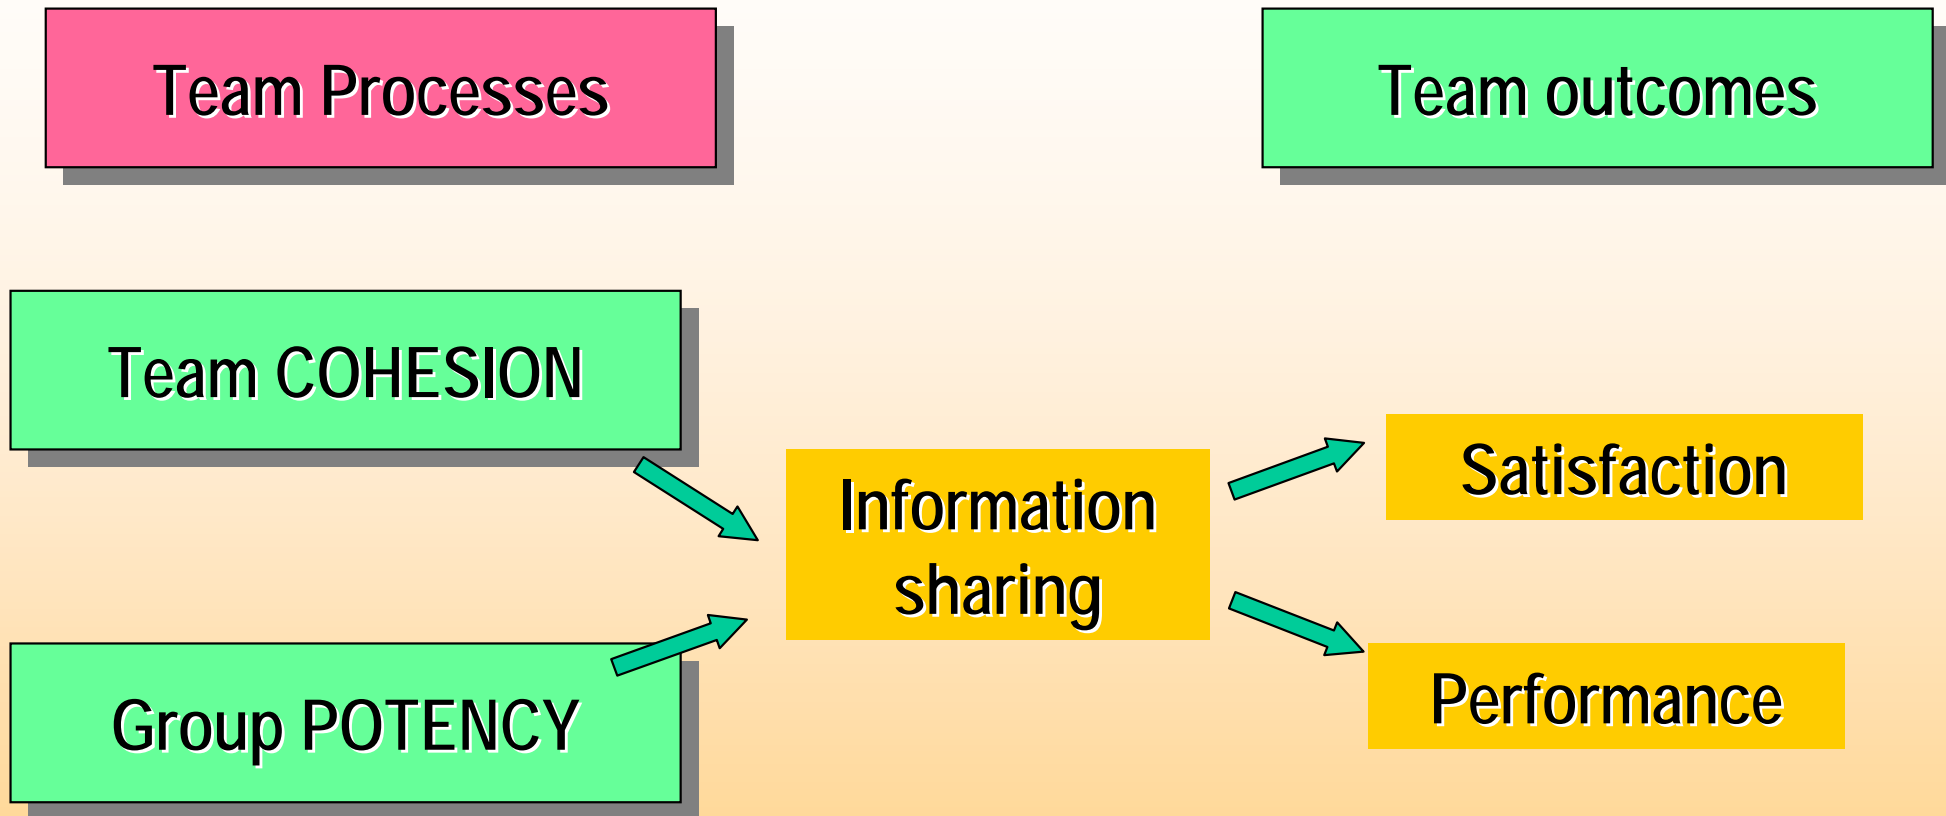 Team Processes
Team outcomes
Team COHESION
Information
sharing
Satisfaction
Group POTENCY
Performance